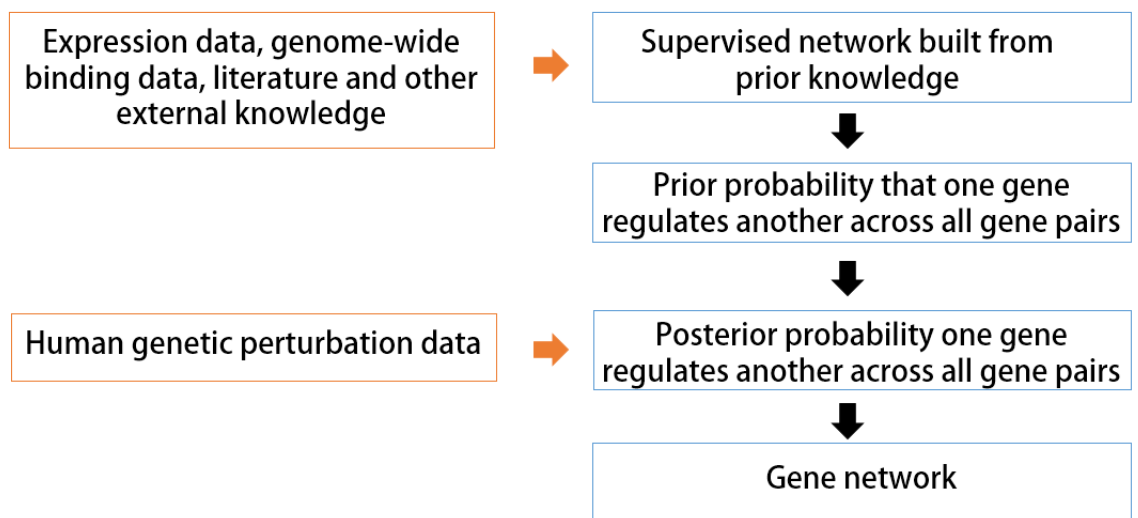 Expression data, genome-wide
binding data, literature and other
external knowledge
Supervised network built from
prior knowledge
Prior probability that one gene
regulates another across all gene pairs
Human genetic perturbation data
Posterior probability one gene
regulates another across all gene pairs
Gene network